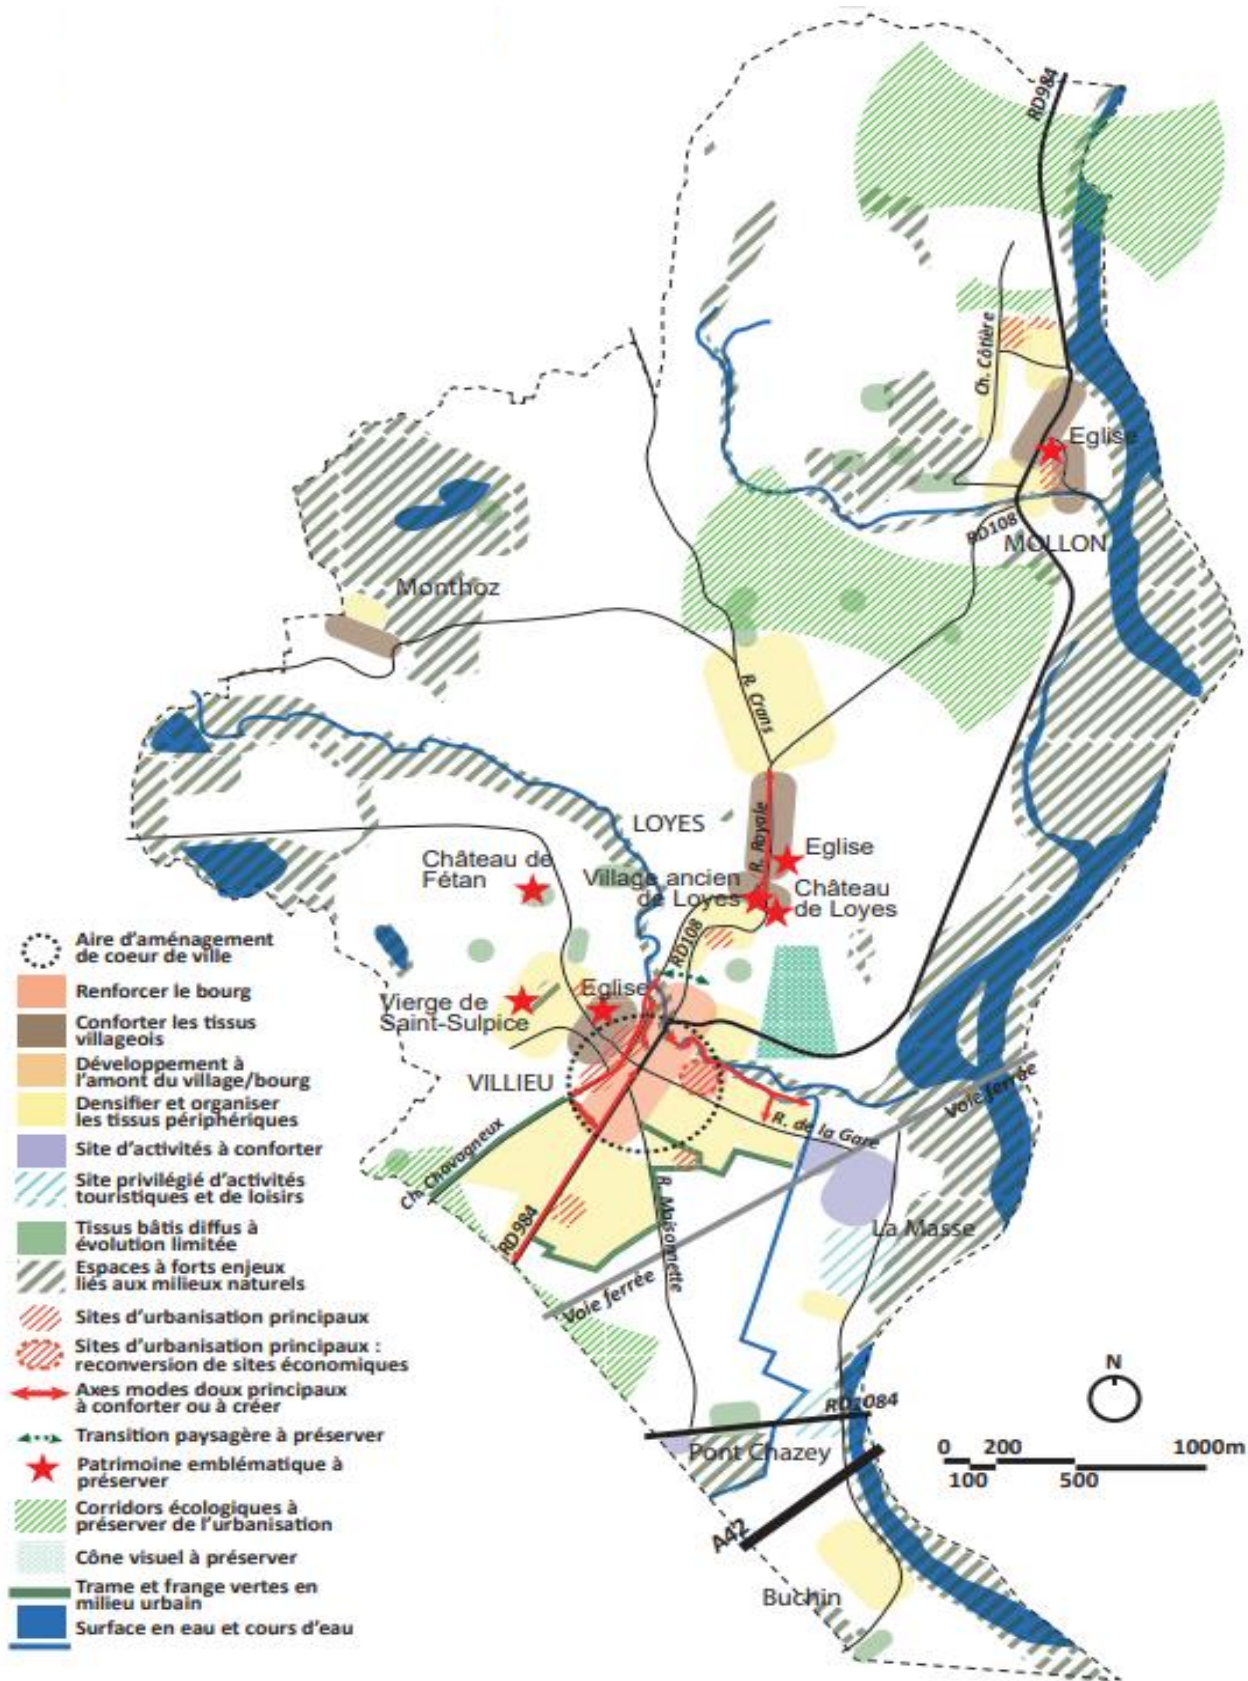 RD984
Ch. Côtière
Eglise
RD108
MOLLON
Monthoz
R. Crans
LOYES
R. Royale
Eglise
Château de
Fétan
Village ancien
de Loyes
Château
de Loyes
RD108
Eglise
Vierge de
Saint-Sulpice
VILLIEU
Voie ferrée
R. de la Gare
Ch. Chavagneux
R. Maisonnette
RD984
La Masse
Voie ferrée
RD1084
Pont Chazey
A42
Buchin
Aire d'aménagement
de coeur de ville
Renforcer le bourg
Conforter les tissus
villageois
Développement à
l'amont du village/bourg
Densifier et organiser
les tissus périphériques
Site d'activités à conforter
Site privilégié d'activités
touristiques et de loisirs
Tissus bâtis diffus à
évolution limitée
Espaces à forts enjeux
liés aux milieux naturels
Sites d'urbanisation principaux
Sites d'urbanisation principaux :
reconversion de sites économiques
Axes modes doux principaux
à conforter ou à créer
Transition paysagère à préserver
Patrimoine emblématique à
préserver
Corridors écologiques à
préserver de l'urbanisation
Cône visuel à préserver
Trame et frange vertes en
milieu urbain
Surface en eau et cours d'eau
N
0 200 1000m
100 500